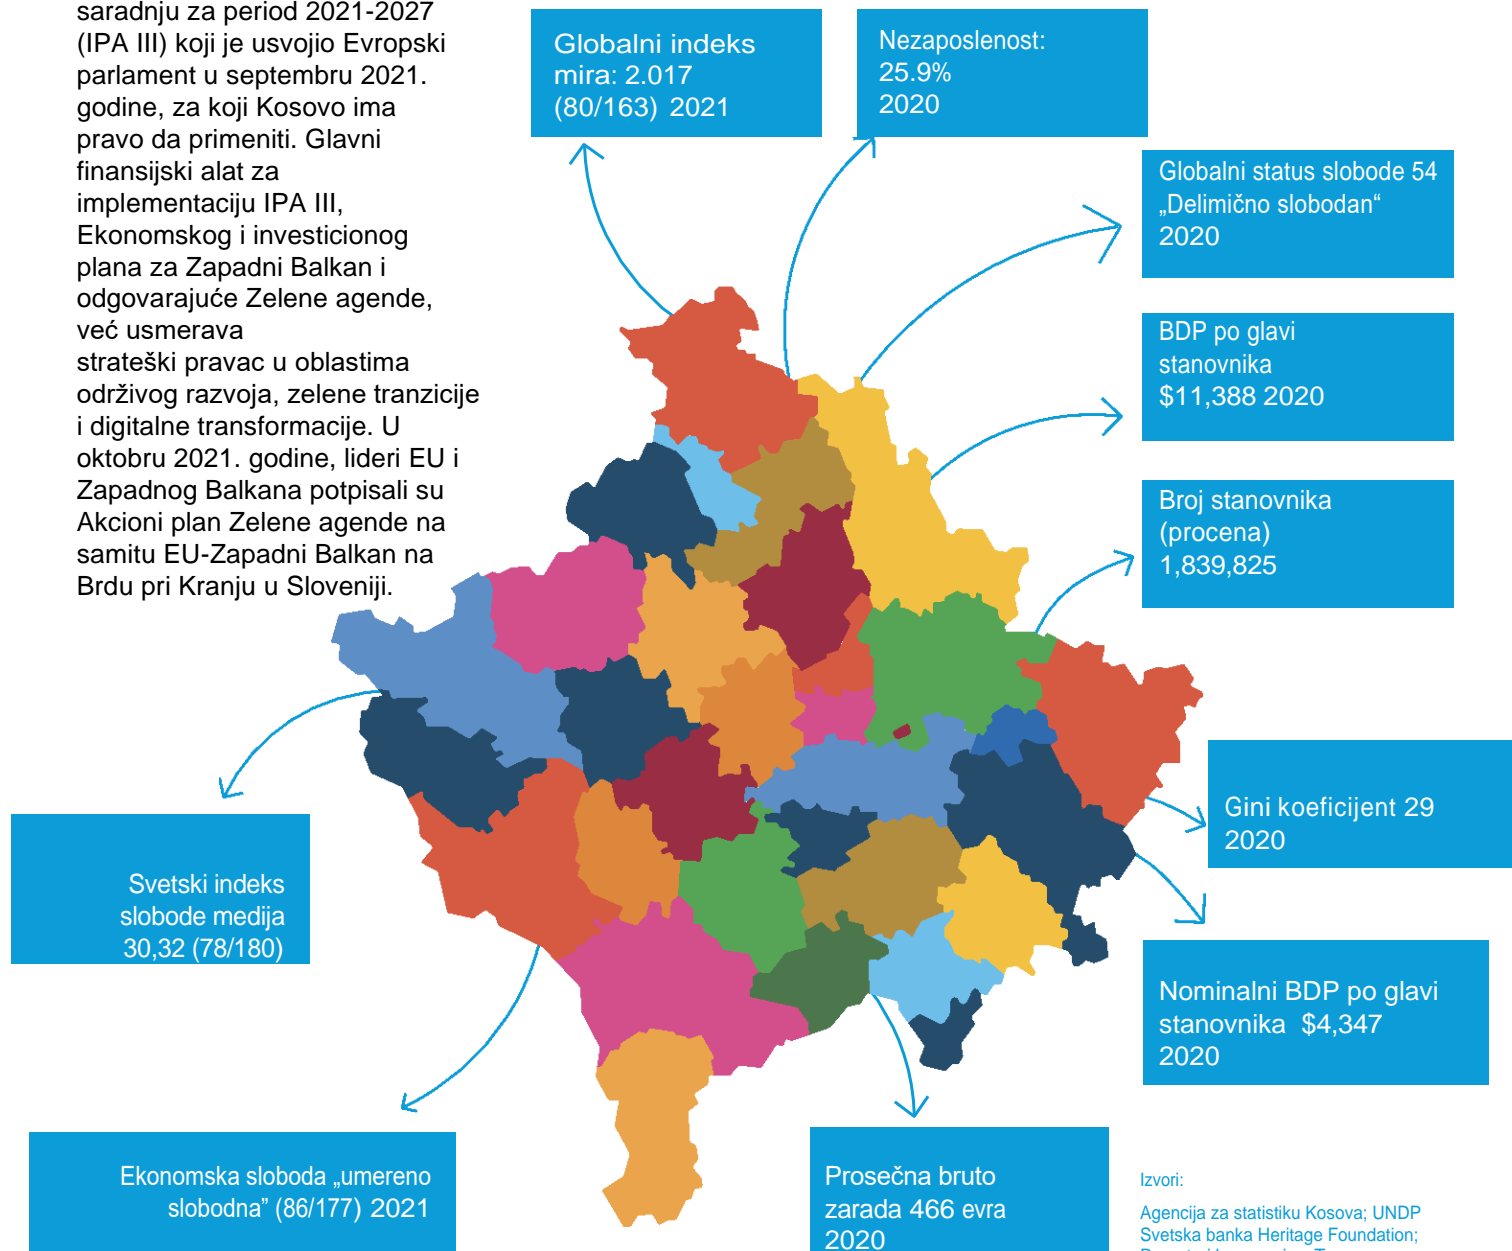 saradnju za period 2021-2027
(IPA III) koji je usvojio Evropski
parlament u septembru 2021.
godine, za koji Kosovo ima
pravo da primeniti. Glavni
finansijski alat za
implementaciju IPA III,
Ekonomskog i investicionog
plana za Zapadni Balkan i
odgovarajuće Zelene agende,
već usmerava
strateški pravac u oblastima
održivog razvoja, zelene tranzicije
i digitalne transformacije. U
oktobru 2021. godine, lideri EU i
Zapadnog Balkana potpisali su
Akcioni plan Zelene agende na
samitu EU-Zapadni Balkan na
Brdu pri Kranju u Sloveniji.
Globalni indeks
mira: 2.017
(80/163) 2021
Nezaposlenost:
25.9%
2020
Globalni status slobode 54
„Delimično slobodan“
2020
BDP po glavi
stanovnika
$11,388 2020
Broj stanovnika
(procena)
1,839,825
Gini koeficijent 29
2020
Nominalni BDP po glavi
stanovnika $4,347
2020
Svetski indeks
slobode medija
30,32 (78/180)
Ekonomska sloboda „umereno
slobodna” (86/177) 2021
Prosečna bruto
zarada 466 evra
2020
Izvori:
Agencija za statistiku Kosova; UNDP
Svetska banka Heritage Foundation;